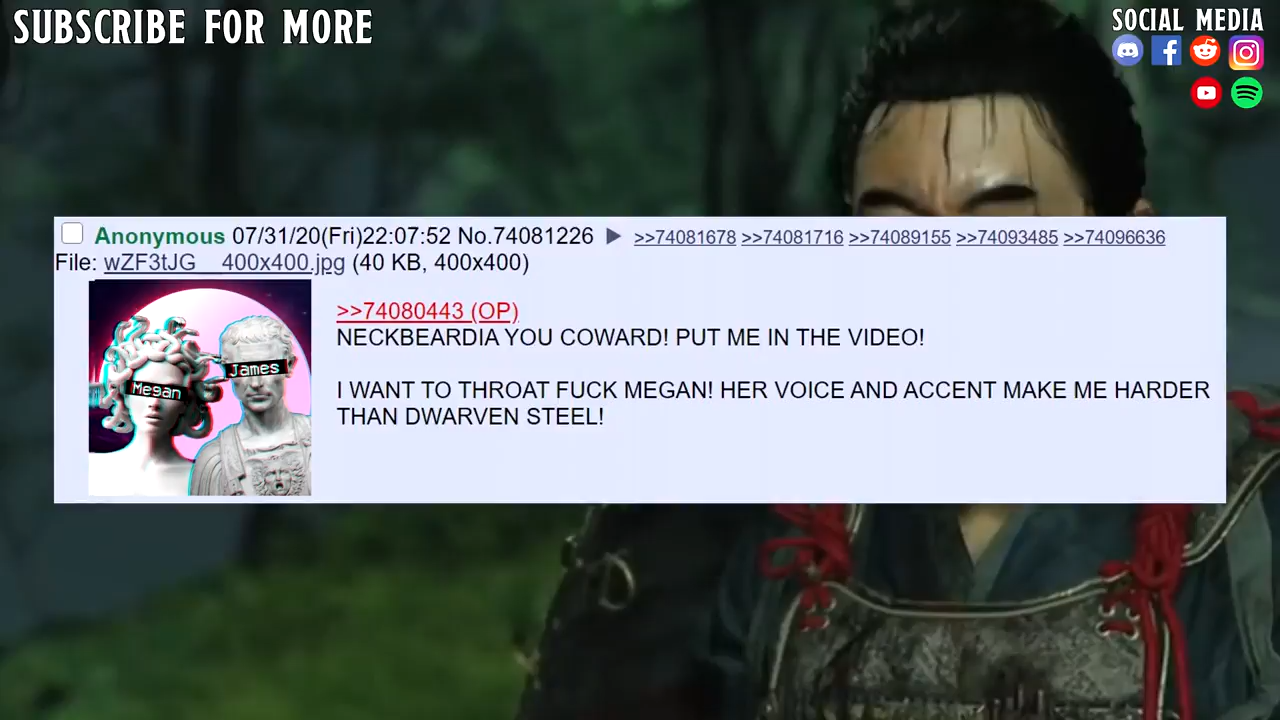 SUBSCRIBE FOR MORE
SOCIAL MEDIA
Anonymous 07/31/20(Fri)22:07:52 No.74081226 ▶ >>74081678 >>74081716 >>74089155 >>74093485 >>74096636
File: wZF3tJG__400x400.jpg (40 KB, 400x400)
>>74080443 (OP)
NECKBEARDIA YOU COWARD! PUT ME IN THE VIDEO!
I WANT TO THROAT FUCK MEGAN! HER VOICE AND ACCENT MAKE ME HARDER
THAN DWARVEN STEEL!
Megan
James